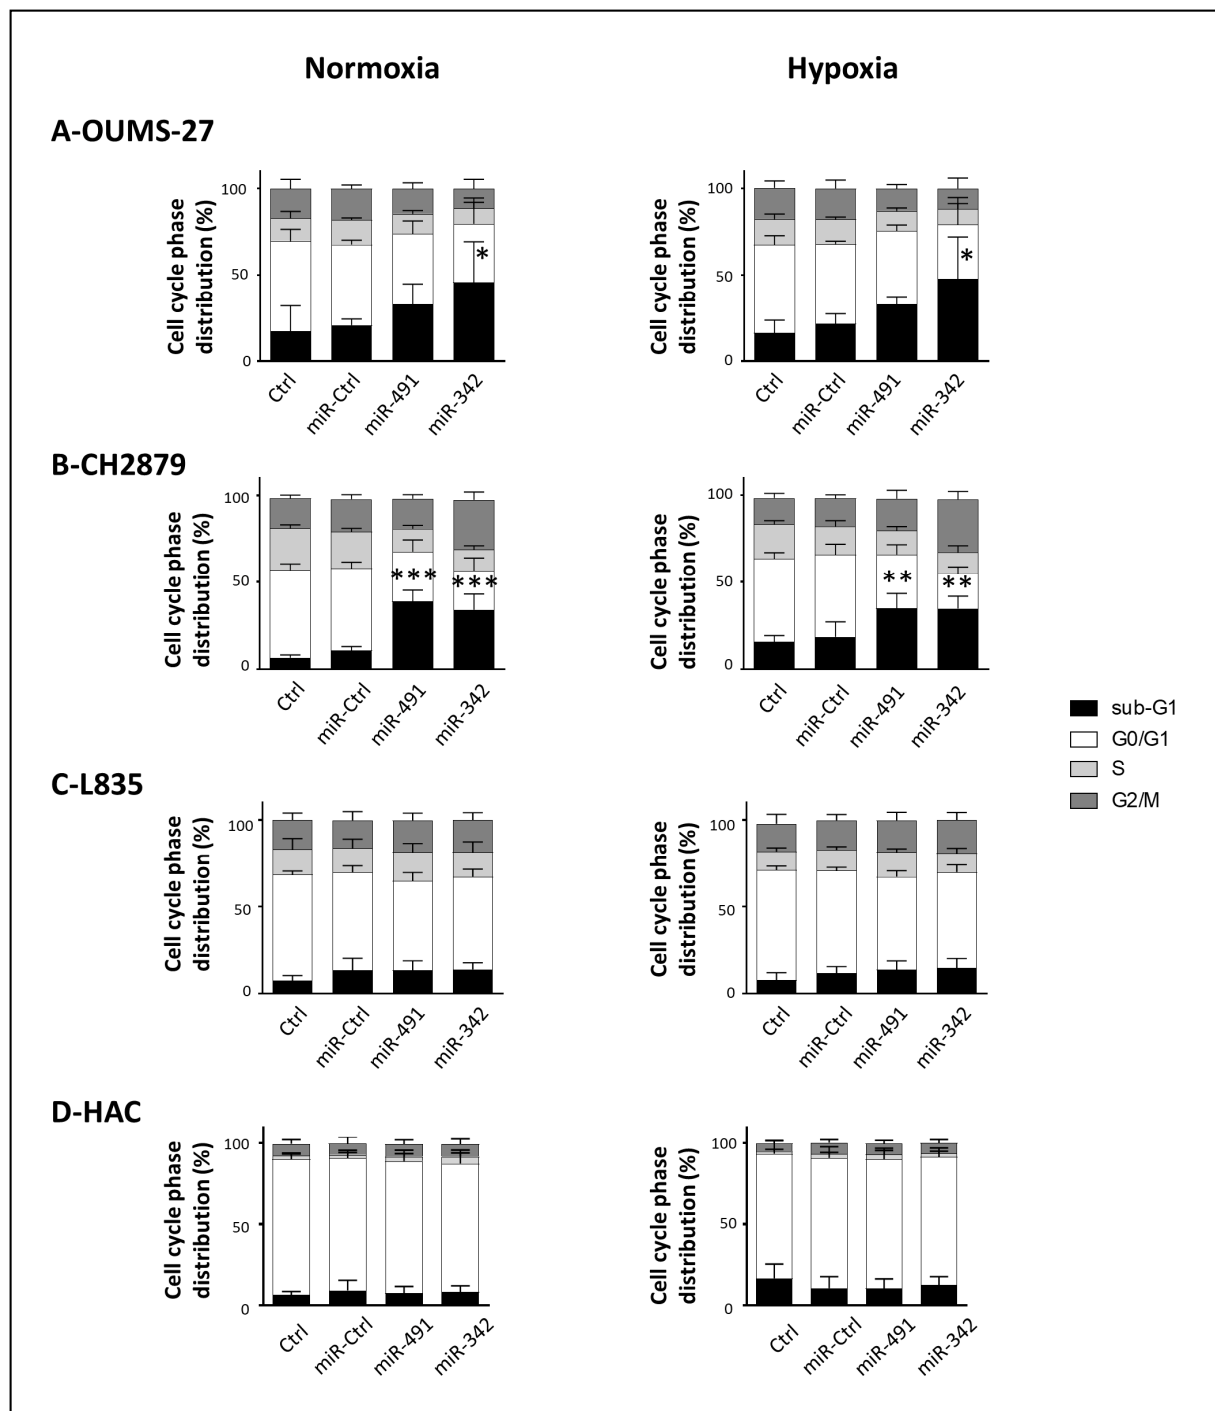 Normoxia
Hypoxia
A-OUMS-27
Cell cycle phase
distribution (%)
100
50
0
*
Ctrl
miR-Ctrl
miR-491
miR-342
Cell cycle phase
distribution (%)
100
50
0
*
Ctrl
miR-Ctrl
miR-491
miR-342
B-CH2879
Cell cycle phase
distribution (%)
100
50
0
***
***
Ctrl
miR-Ctrl
miR-491
miR-342
Cell cycle phase
distribution (%)
100
50
0
**
**
Ctrl
miR-Ctrl
miR-491
miR-342
sub-G1
G0/G1
S
G2/M
C-L835
Cell cycle phase
distribution (%)
100
50
0
Ctrl
miR-Ctrl
miR-491
miR-342
Cell cycle phase
distribution (%)
100
50
0
Ctrl
miR-Ctrl
miR-491
miR-342
D-HAC
Cell cycle phase
distribution (%)
100
50
0
Ctrl
miR-Ctrl
miR-491
miR-342
Cell cycle phase
distribution (%)
100
50
0
Ctrl
miR-Ctrl
miR-491
miR-342